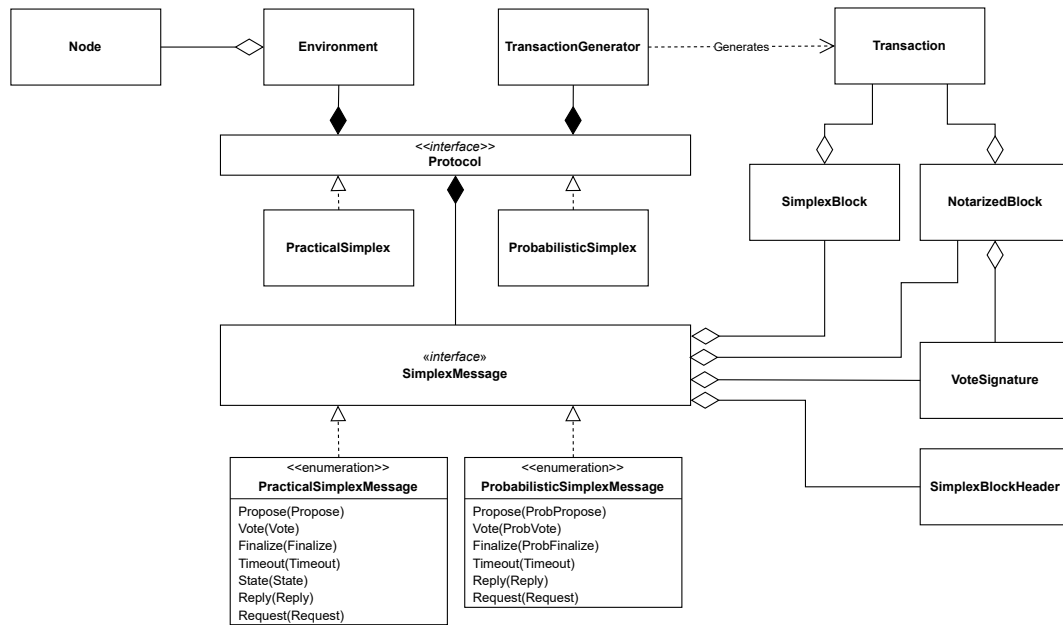 Node
Environment
TransactionGenerator
Generates
Transaction
<<interface>>
Protocol
SimplexBlock
NotarizedBlock
PracticalSimplex
ProbabilisticSimplex
«interface»
SimplexMessage
VoteSignature
SimplexBlockHeader
<<enumeration>>
PracticalSimplexMessage
Propose(Propose)
Vote(Vote)
Finalize(Finalize)
Timeout(Timeout)
State(State)
Reply(Reply)
Request(Request)
<<enumeration>>
ProbabilisticSimplexMessage
Propose(ProbPropose)
Vote(ProbVote)
Finalize(ProbFinalize)
Timeout(Timeout)
Reply(Reply)
Request(Request)